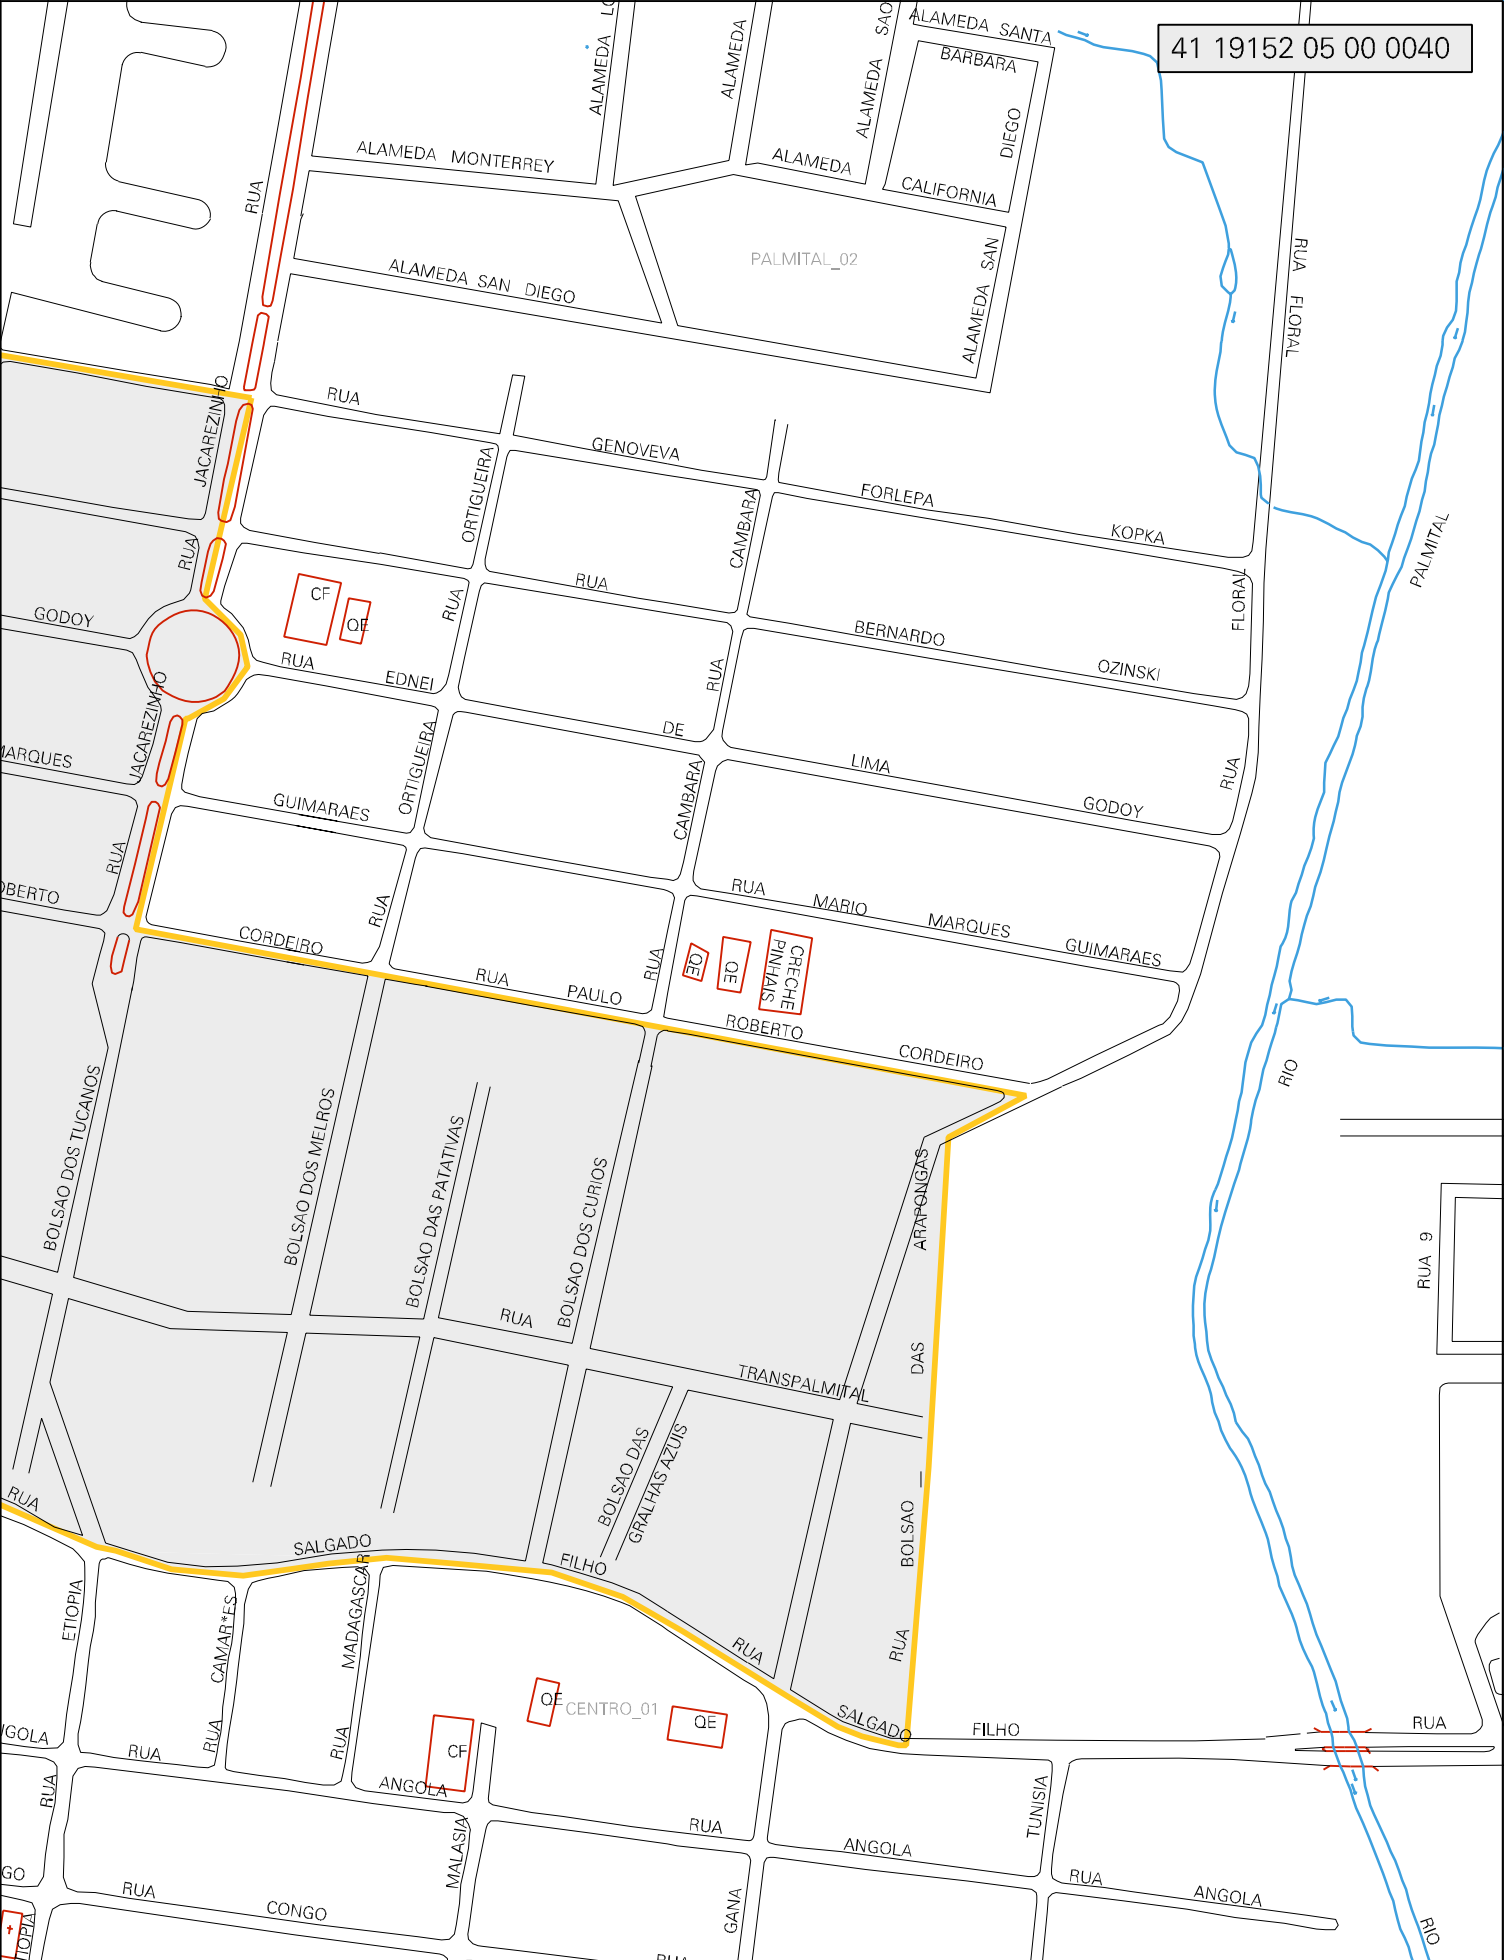 41 19152 05 00 0040
ALAMEDA SANTA
BARBARA
ALAMEDA
ALAMEDA
ALAMEDA SAO
DIEGO
ALAMEDA MONTERREY
ALAMEDA
CALIFORNIA
RUA
PALMITAL_02
ALAMEDA SAN
RUA FLORAL
ALAMEDA SAN DIEGO
JACAREZINHO
RUA
GENOVEVA
FORLEPA
KOPKA
ORTIGUEIRA
CAMBARA
PALMITAL
RUA
CF
QE
RUA
RUA
FLORAL
GODOY
BERNARDO
OZINSKI
RUA
EDNEI
RUA
JACAREZINHO
DE
LIMA
GODOY
RUA
MARQUES
ORTIGUEIRA
CAMBARA
GUIMARAES
RUA
ROBERTO
RUA
RUA
MARIO
MARQUES
GUIMARAES
CORDEIRO
RUA
PAULO
RUA
QE
QE
CRECHE
PINHAIS
ROBERTO
CORDEIRO
RIO
BOLSAO DOS TUCANOS
BOLSAO DOS MELROS
BOLSAO DAS PATATIVAS
BOLSAO DOS CURIOS
ARAPONGAS
RUA 9
RUA
TRANSPALMITAL
DAS
BOLSAO DAS
GRALHAS AZUIS
RUA
SALGADO
FILHO
BOLSAO
RUA
ETIOPIA
CAMAR*ES
MADAGASCAR
RUA
QE
CENTRO_01
QE
SALGADO
FILHO
RUA
CF
RUA
RUA
RUA
ANGOLA
RUA
ANGOLA
RUA
ANGOLA
TUNISIA
MALASIA
RUA
ANGOLA
RUA
CONGO
GANA
RIO